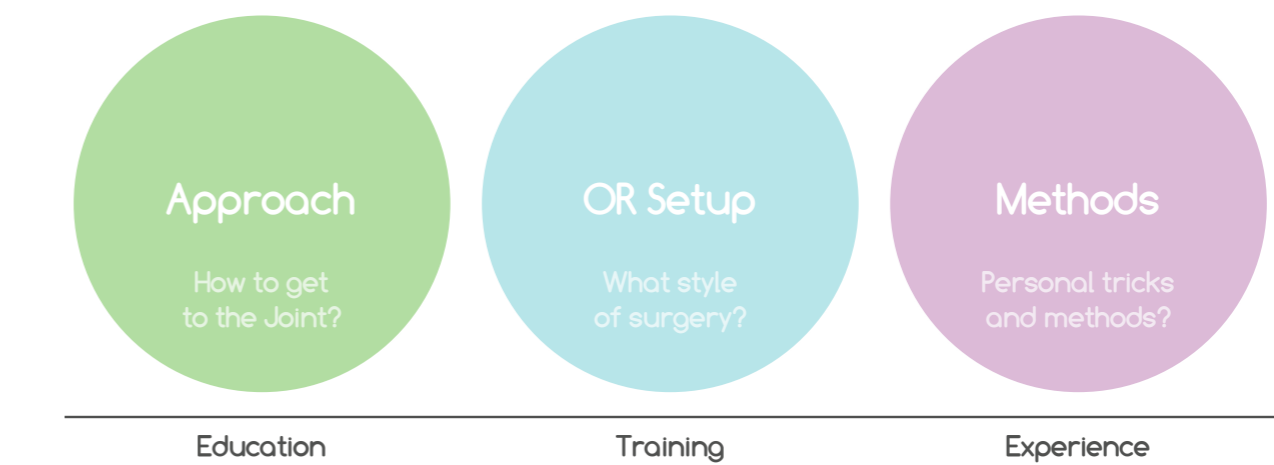 Approach
How to get
to the Joint?
OR Setup
What style
of surgery?
Methods
Personal tricks
and methods?
Education
Training
Experience